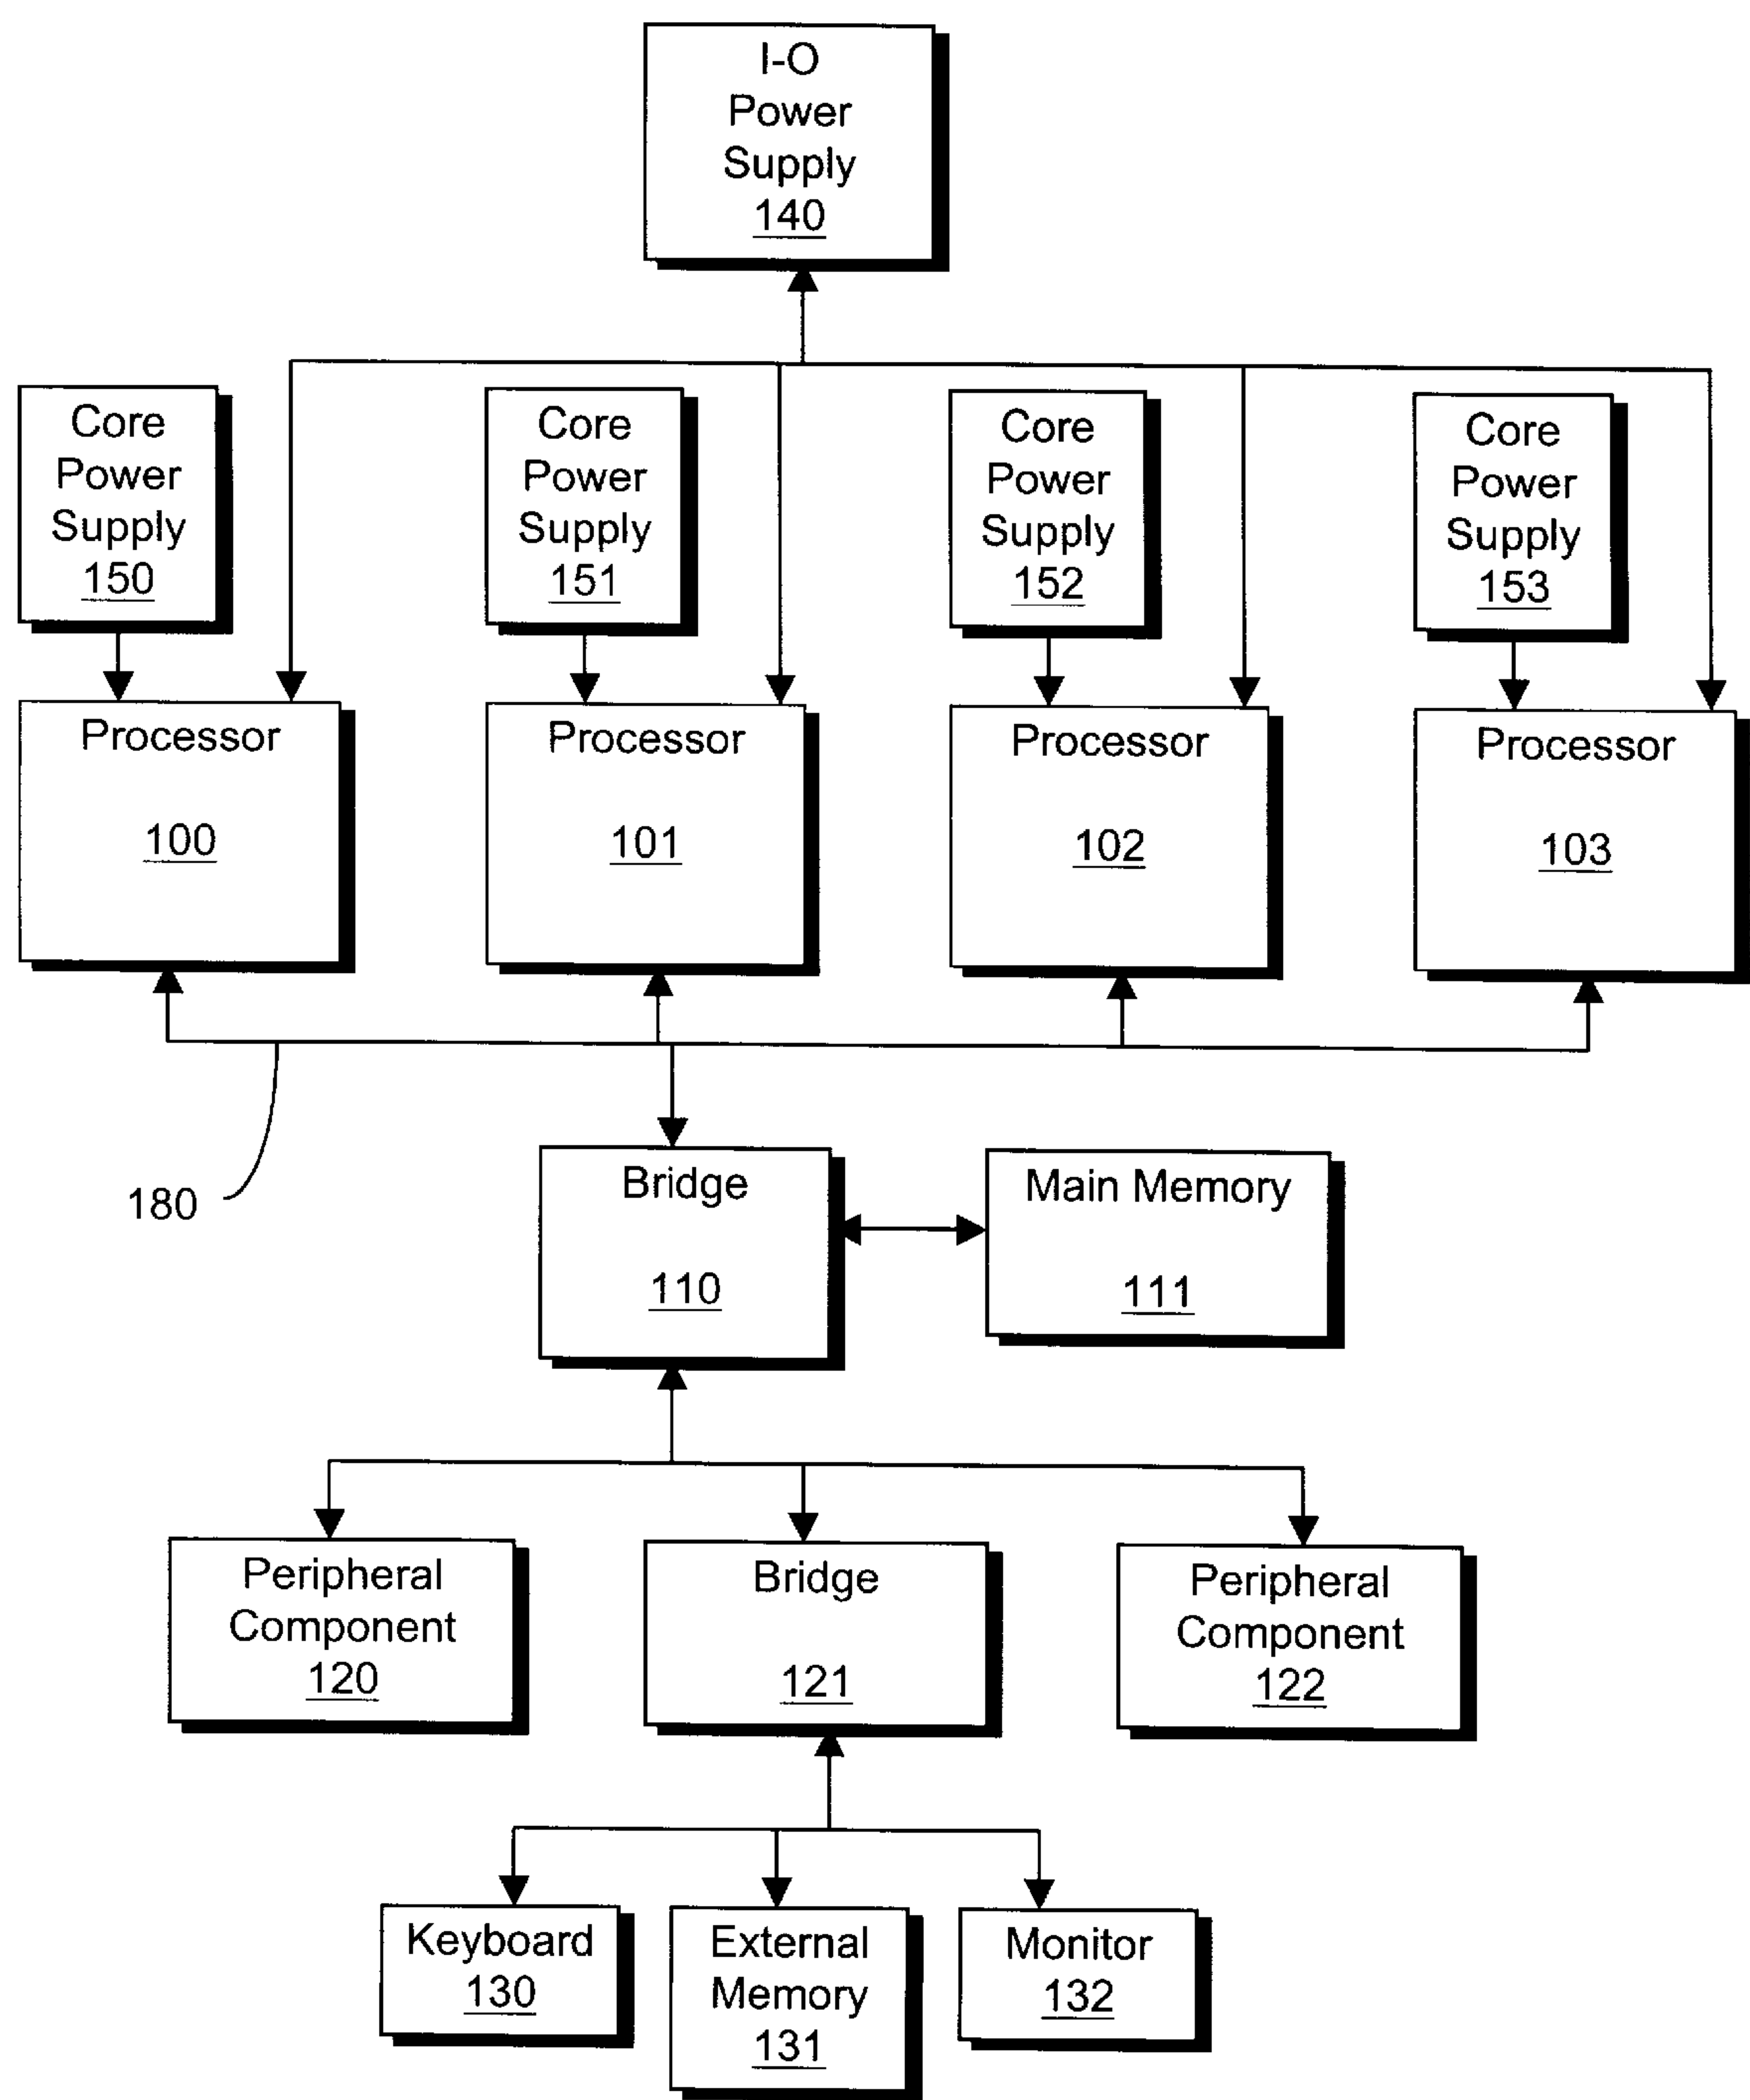 I-O
Power
Supply
140
Core
Power
Supply
150
Core
Power
Supply
151
Core
Power
Supply
152
Core
Power
Supply
153
Processor
100
Processor
101
Processor
102
Processor
103
180
Bridge
110
Main Memory
111
Peripheral
Component
120
Bridge
121
Peripheral
Component
122
Keyboard
130
External
Memory
131
Monitor
132